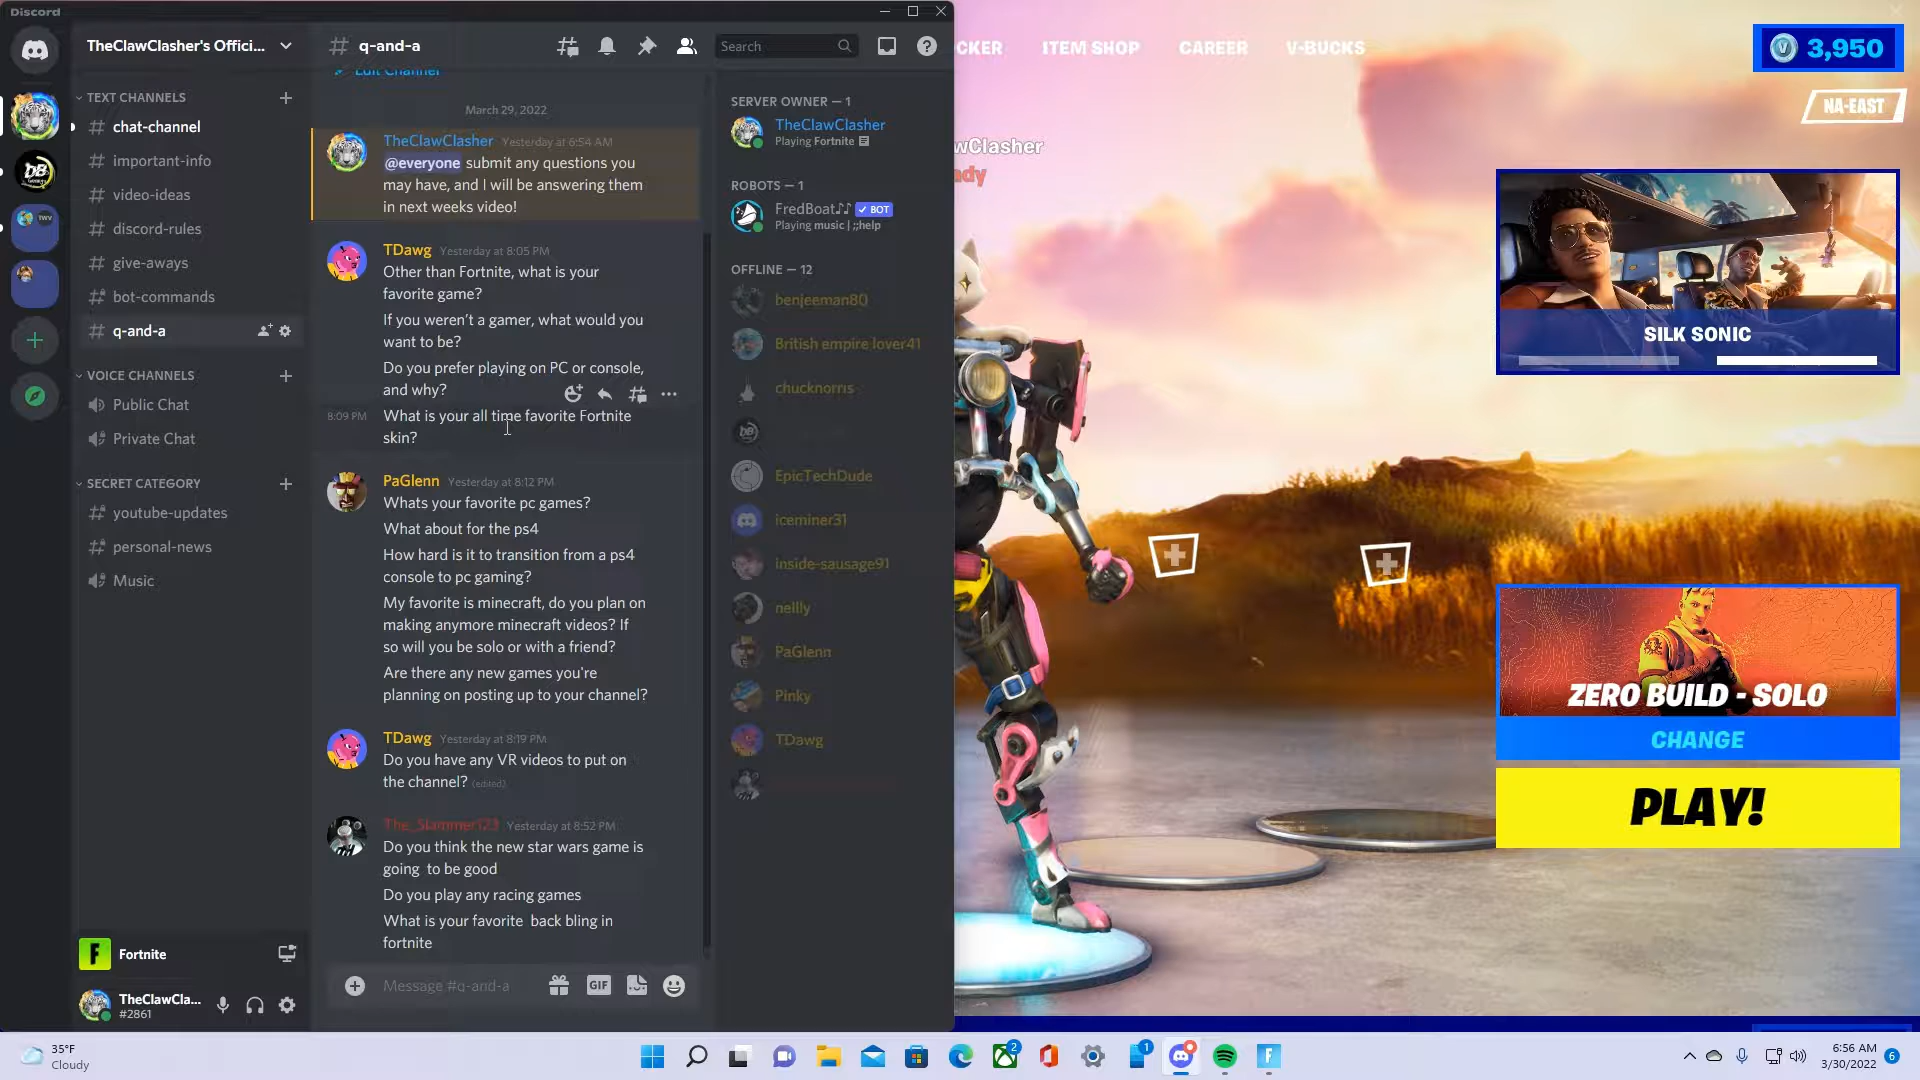 Discord
TheClawClasher's Offici...
q-and-a
Search
Edit Channel
TEXT CHANNELS
chat-channel
important-info
video-ideas
discord-rules
give-aways
bot-commands
q-and-a
VOICE CHANNELS
Public Chat
Private Chat
SECRET CATEGORY
youtube-updates
personal-news
Music
Fortnite
TheClawCla...
#2861
March 29, 2022
TheClawClasher Yesterday at 6:54 AM
@everyone submit any questions you
may have, and I will be answering them
in next weeks video!
TDawg Yesterday at 8:05 PM
Other than Fortnite, what is your
favorite game?
If you weren't a gamer, what would you
want to be?
Do you prefer playing on PC or console,
and why?
8:09 PM
What is your all time favorite Fortnite
skin?
PaGlenn Yesterday at 8:12 PM
Whats your favorite pc games?
What about for the ps4
How hard is it to transition from a ps4
console to pc gaming?
My favorite is minecraft, do you plan on
making anymore minecraft videos? If
so will you be solo or with a friend?
Are there any new games you're
planning on posting up to your channel?
TDawg Yesterday at 8:19 PM
Do you have any VR videos to put on
the channel? (edited)
The_Slammer123 Yesterday at 8:52 PM
Do you think the new star wars game is
going to be good
Do you play any racing games
What is your favorite back bling in
fortnite
Message #q-and-a
GIF
SERVER OWNER — 1
TheClawClasher
Playing Fortnite
ROBOTS — 1
FredBoat♪♪ ✓ BOT
Playing music | ;;help
OFFLINE — 12
benjeeman80
British empire lover41
chucknorris
EpicTechDude
iceminer31
inside-sausage91
nellly
PaGlenn
Pinky
TDawg
OCKER ITEM SHOP CAREER V-BUCKS
3,950
NA-EAST
wClasher
ady
SILK SONIC
ZERO BUILD - SOLO
CHANGE
PLAY!
35°F
Cloudy
2
1
6:56 AM
3/30/2022
6